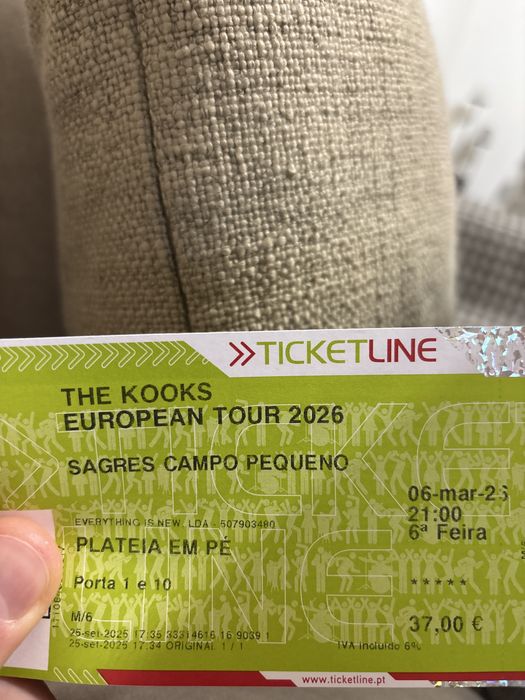 TICKETLINE
THE KOOKS
EUROPEAN TOUR 2026
SAGRES CAMPO PEQUENO
06-mar-26
21:00
6ª Feira
EVERYTHING IS NEW, LDA - 507903480
PLATEIA EM PÉ
Porta 1 e 10
*****
M/6
37,00 €
25-set-2025 17:35 33314616 16 9039 1
25-set-2025 17:34 ORIGINAL 1 / 1
IVA Incluido 6%
www.ticketline.pt